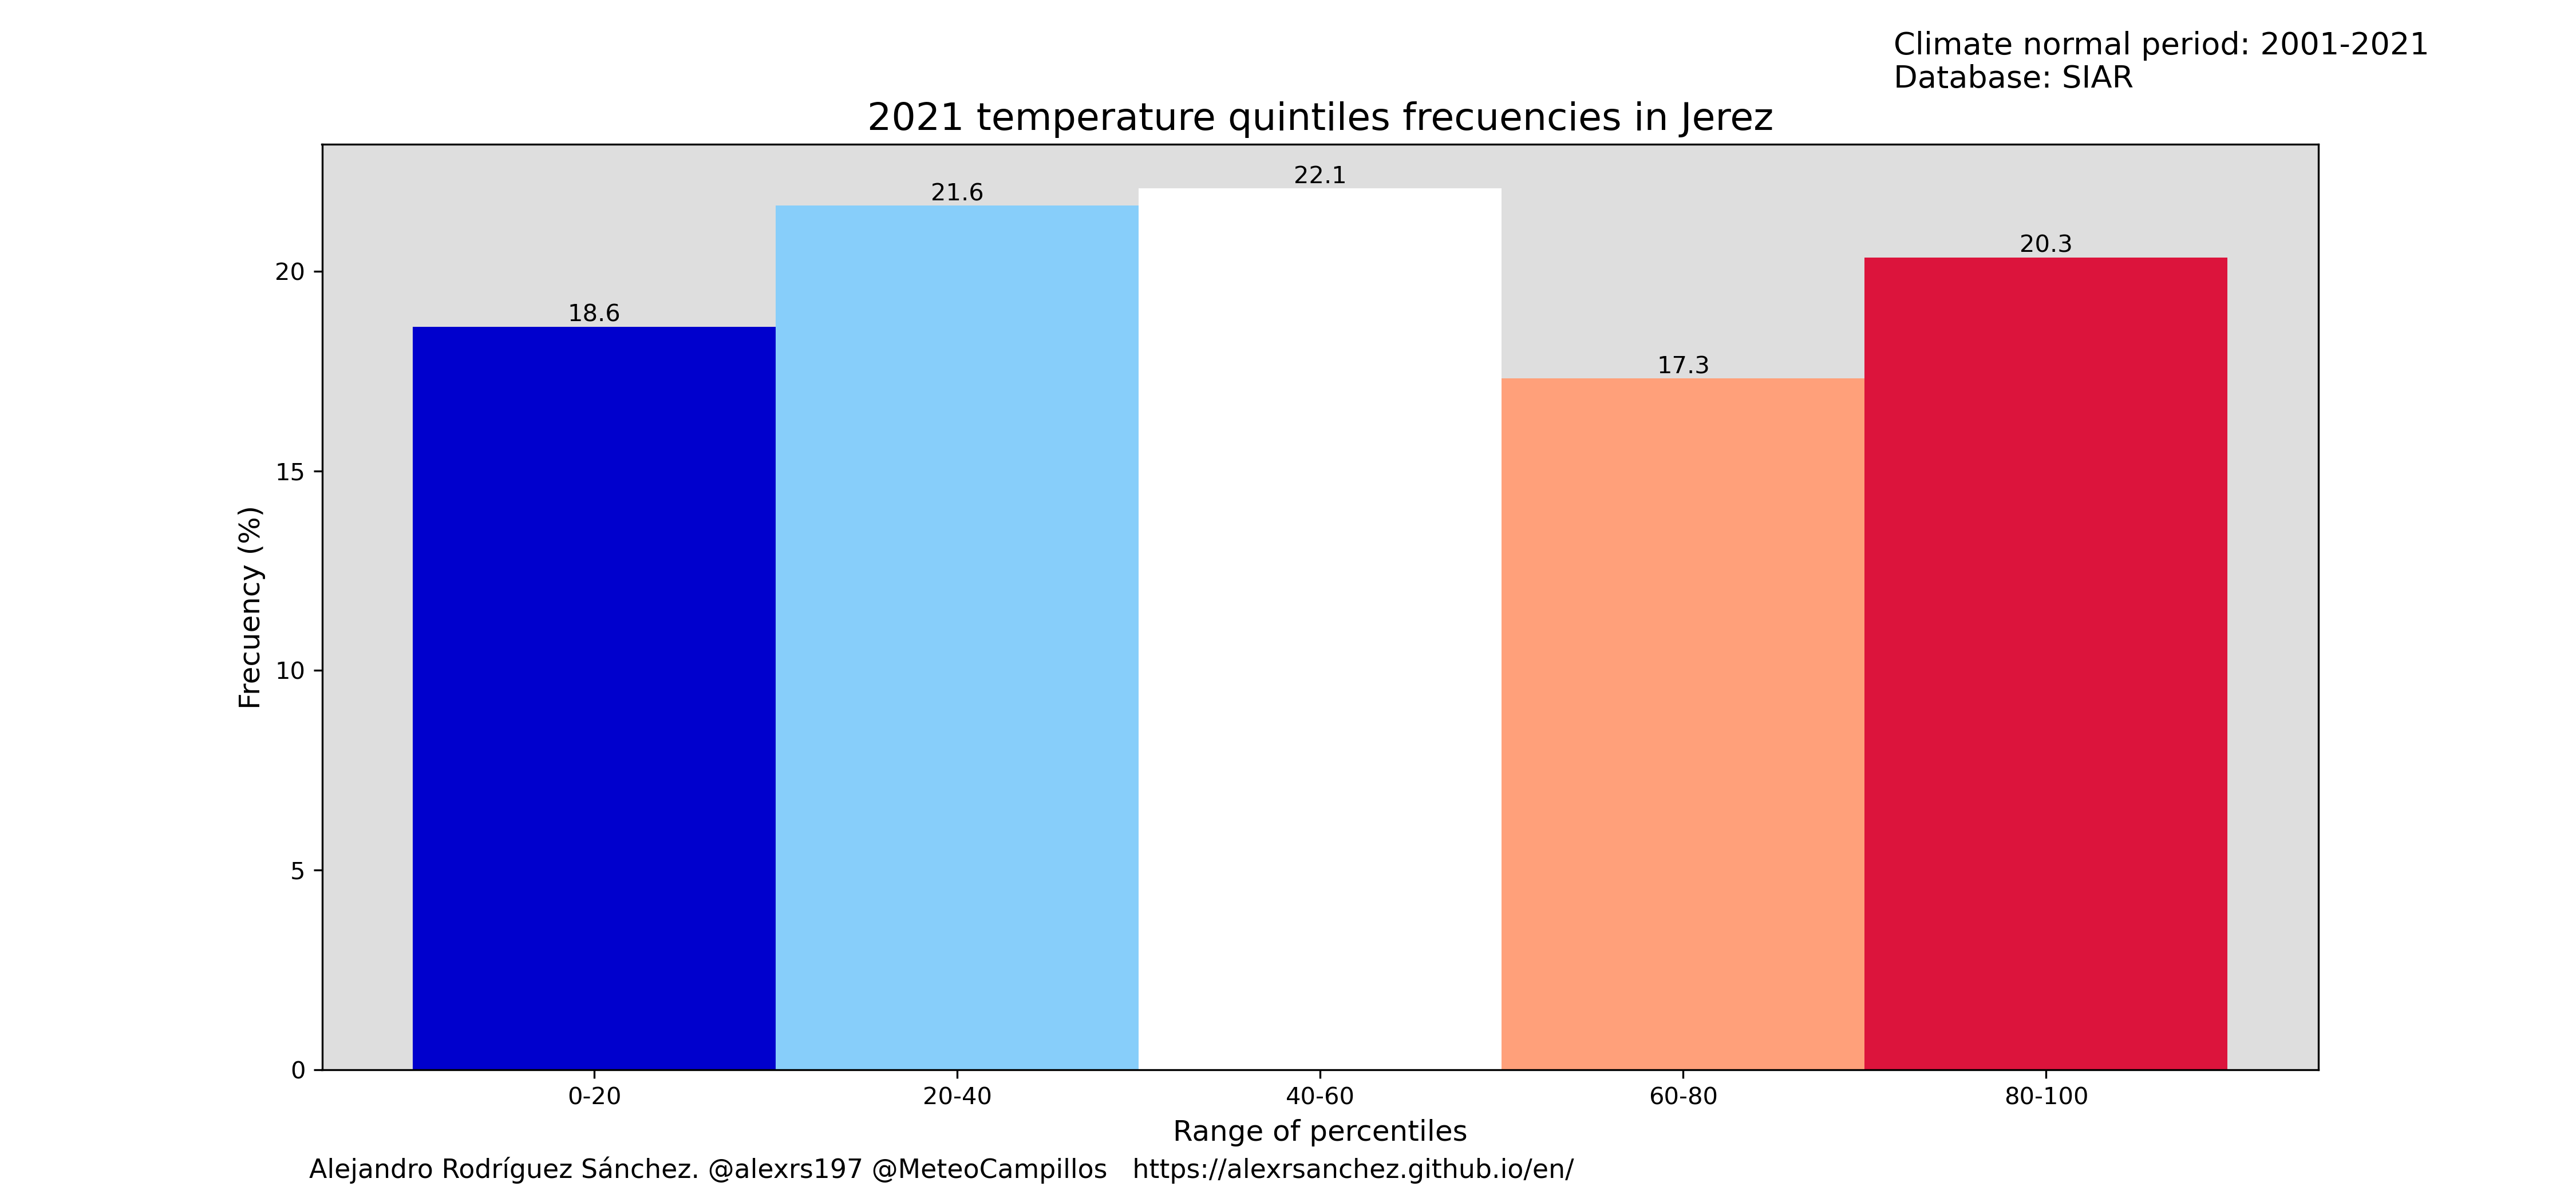 Climate normal period: 2001-2021
Database: SIAR
2021 temperature quintiles frecuencies in Jerez
22.1
21.6
20.3
18.6
17.3
20
15
10
5
0
Frecuency (%)
0-20 20-40 40-60 60-80 80-100
Range of percentiles
Alejandro Rodríguez Sánchez. @alexrs197 @MeteoCampillos https://alexrsanchez.github.io/en/